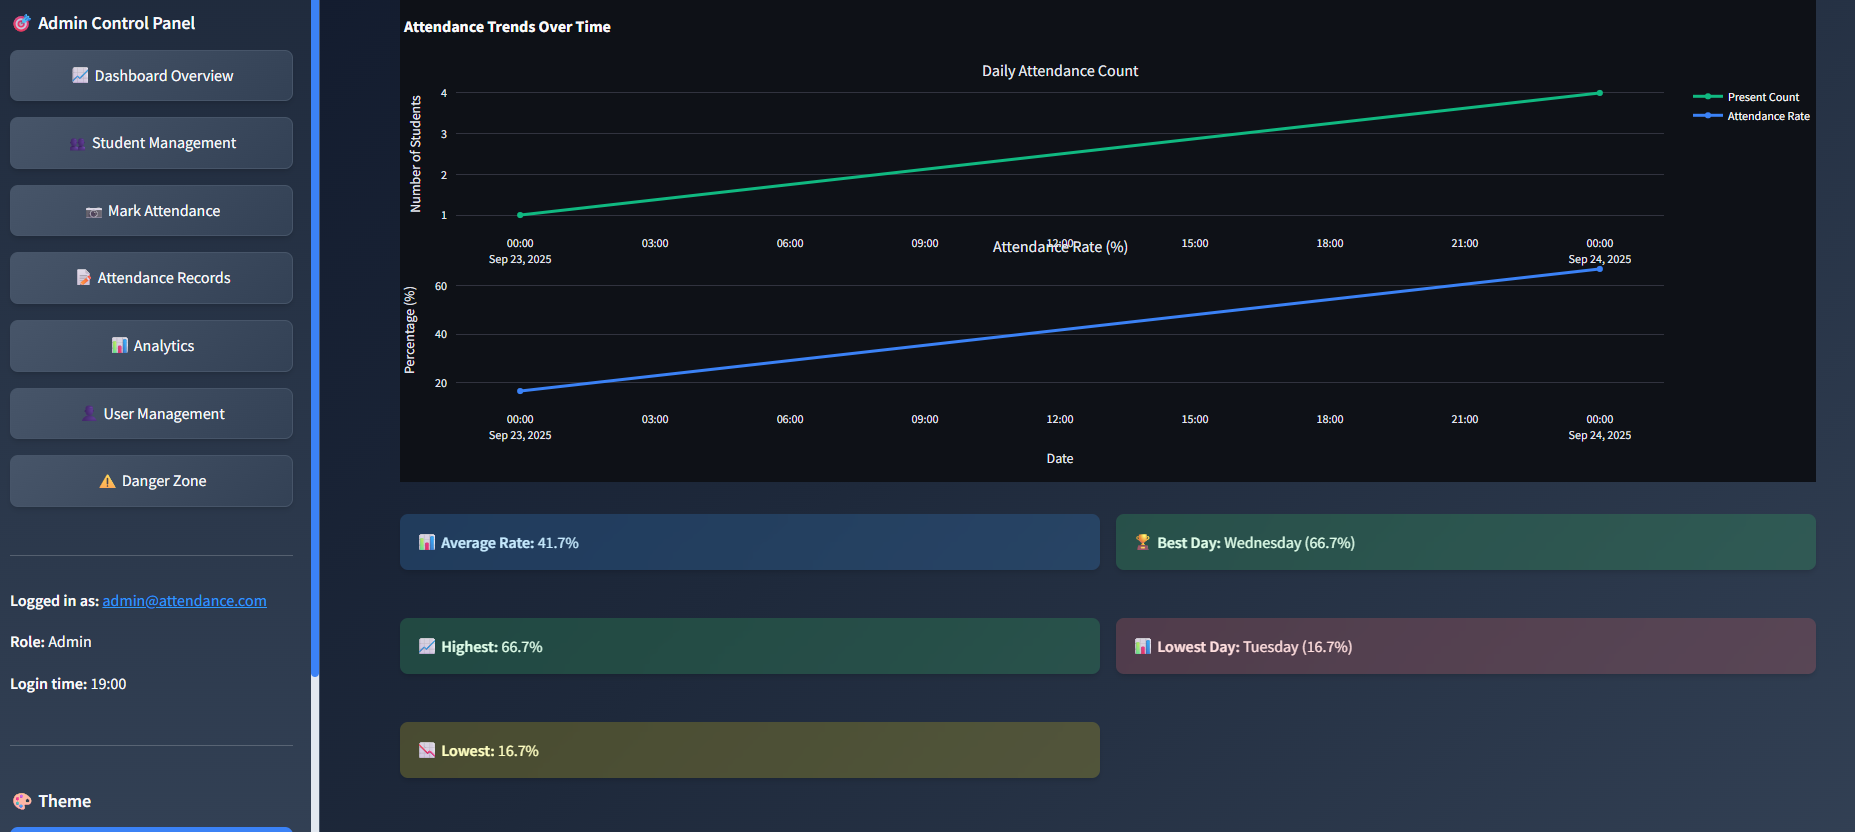 Admin Control Panel
Dashboard Overview
Student Management
Mark Attendance
Attendance Records
Analytics
User Management
Danger Zone
Logged in as: admin@attendance.com
Role: Admin
Login time: 19:00
Theme
Attendance Trends Over Time
Daily Attendance Count
Number of Students
4
3
2
1
00:00 03:00 06:00 09:00 12:00 15:00 18:00 21:00 00:00
Sep 23, 2025 Sep 24, 2025
Present Count
Attendance Rate
Attendance Rate (%)
Percentage (%)
60
40
20
00:00 03:00 06:00 09:00 12:00 15:00 18:00 21:00 00:00
Sep 23, 2025 Sep 24, 2025
Date
Average Rate: 41.7%
Best Day: Wednesday (66.7%)
Highest: 66.7%
Lowest Day: Tuesday (16.7%)
Lowest: 16.7%